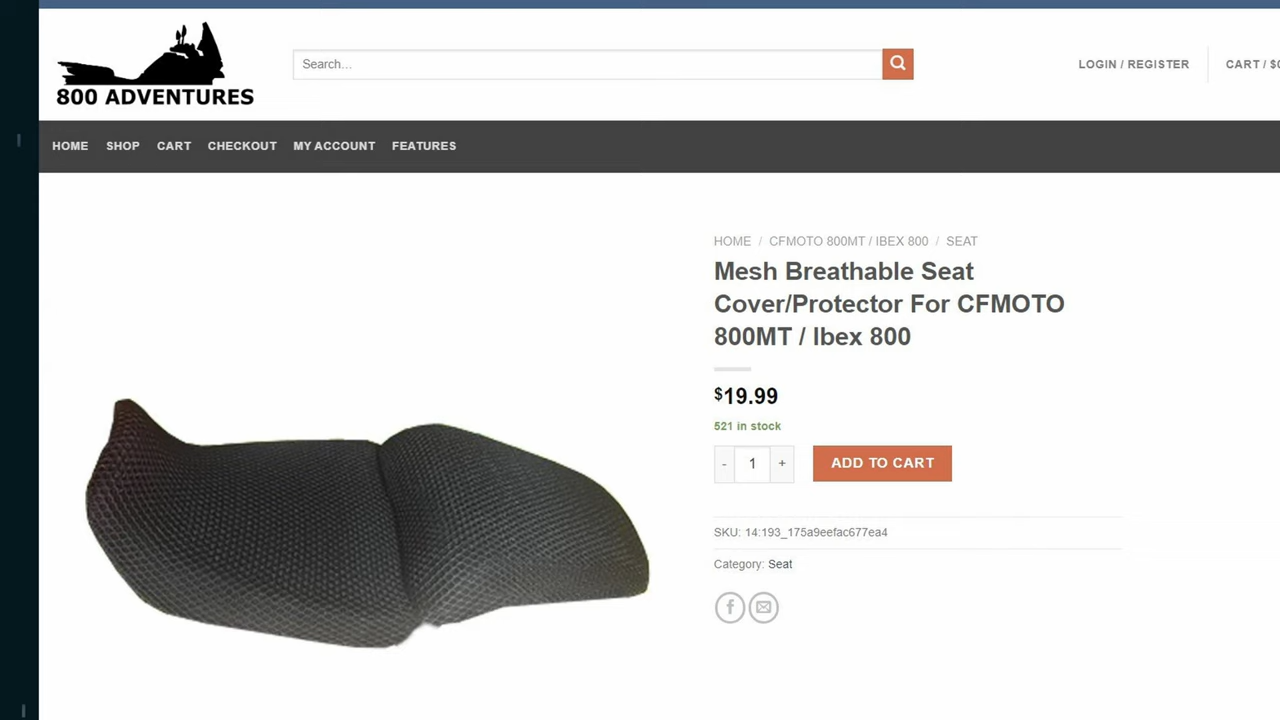 800 ADVENTURES
Search...
LOGIN / REGISTER
CART / $
HOME
SHOP
CART
CHECKOUT
MY ACCOUNT
FEATURES
HOME / CFMOTO 800MT / IBEX 800 / SEAT
Mesh Breathable Seat
Cover/Protector For CFMOTO
800MT / Ibex 800
$19.99
521 in stock
- 1 +
ADD TO CART
SKU: 14:193_175a9eefac677ea4
Category: Seat